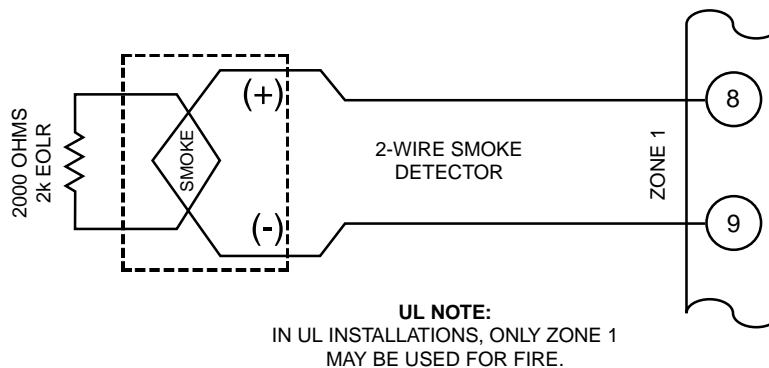 2000 OHMS
2k EOLR
SMOKE
(+)
(-)
2-WIRE SMOKE
DETECTOR
ZONE 1
8
9
UL NOTE:
IN UL INSTALLATIONS, ONLY ZONE 1
MAY BE USED FOR FIRE.